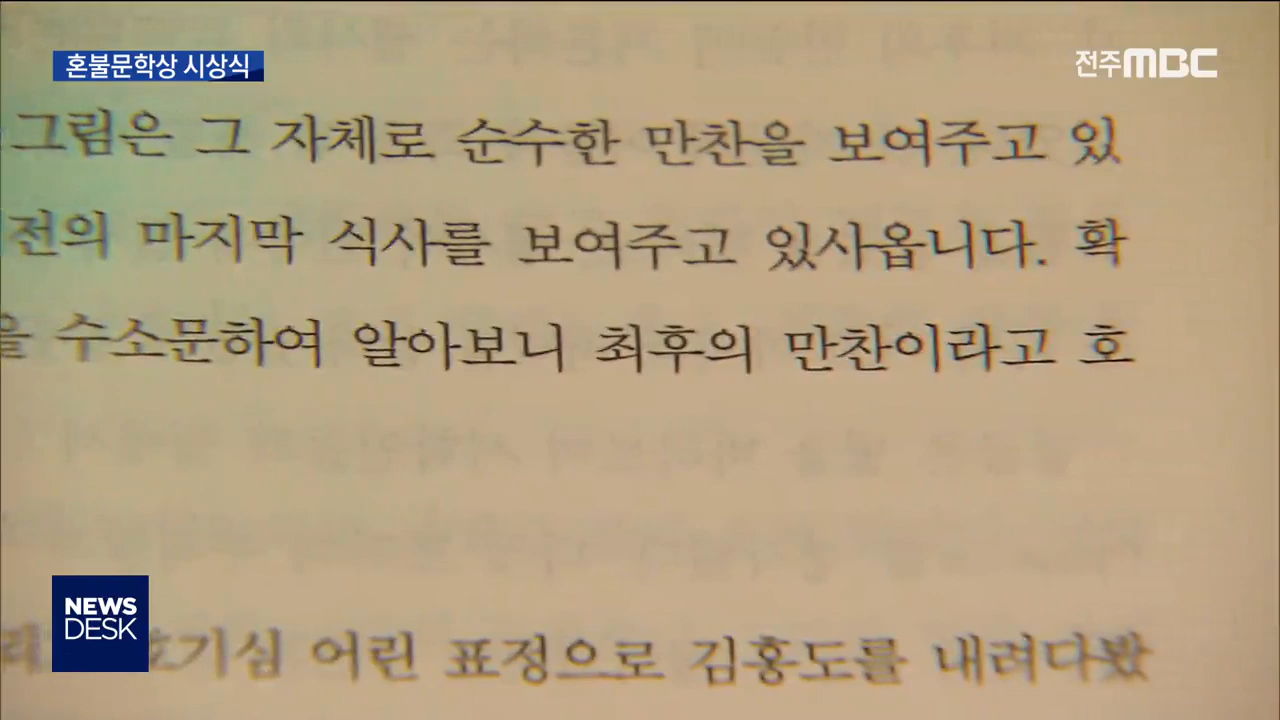 혼불문학상 시상식
전주MBC
그림은 그 자체로 순수한 만찬을 보여주고 있
전의 마지막 식사를 보여주고 있사옵니다. 확
을 수소문하여 알아보니 최후의 만찬이라고 호
NEWS
DESK
호기심 어린 표정으로 김홍도를 내려다봤